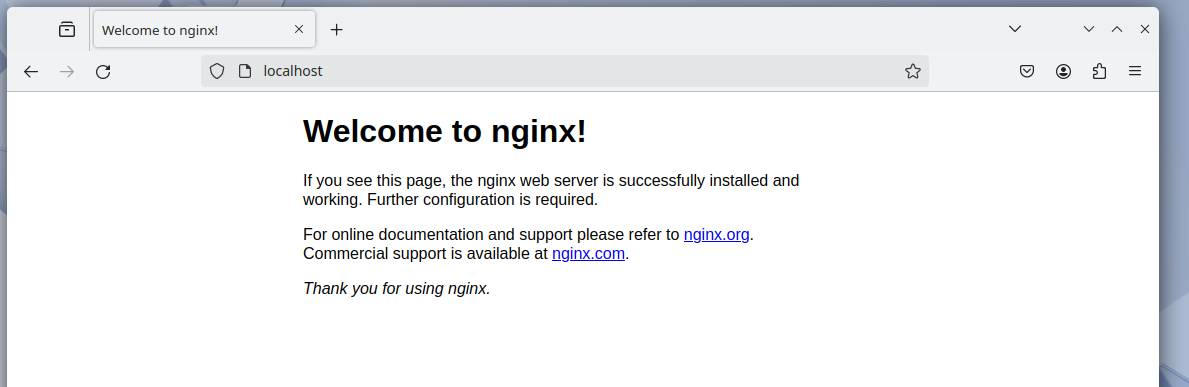 Welcome to nginx!
localhost
Welcome to nginx!
If you see this page, the nginx web server is successfully installed and
working. Further configuration is required.
For online documentation and support please refer to nginx.org.
Commercial support is available at nginx.com.
Thank you for using nginx.